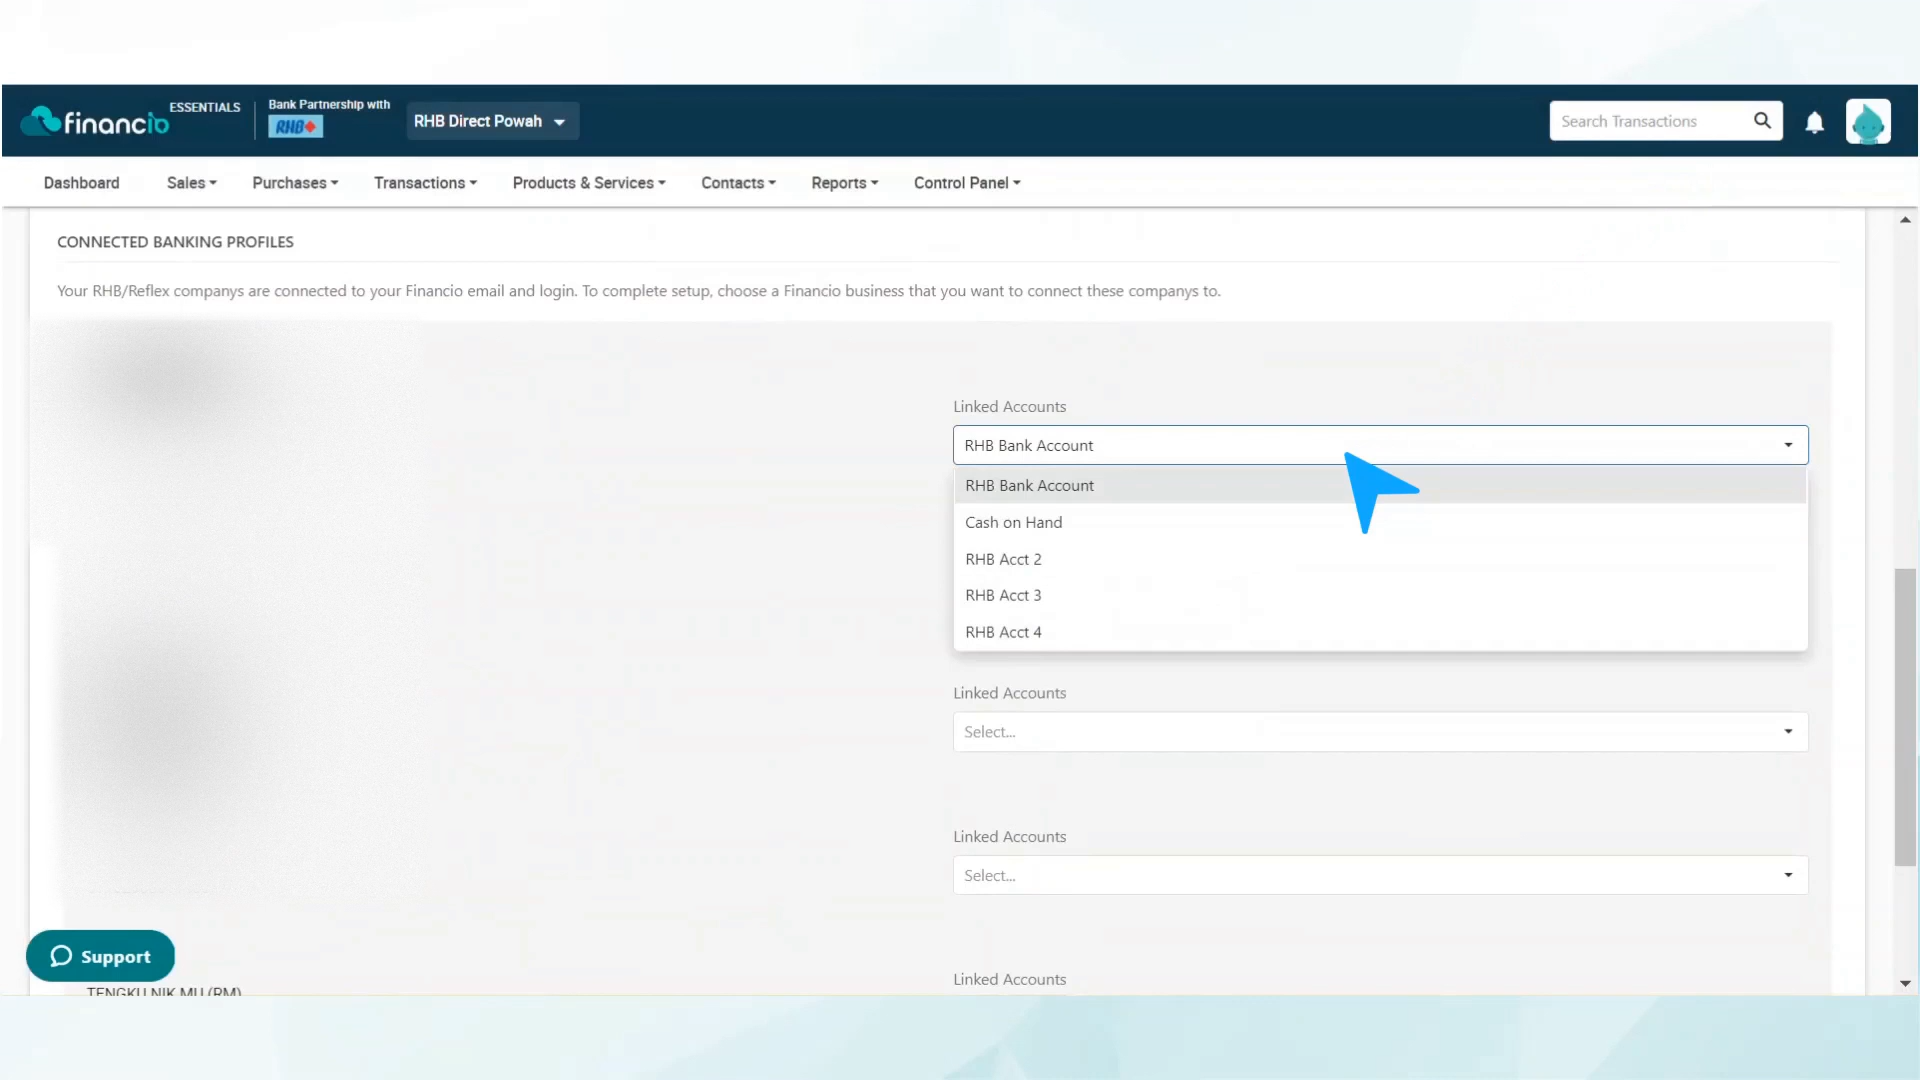 financio ESSENTIALS
Bank Partnership with
RHB
RHB Direct Powah
Search Transactions
Dashboard Sales Purchases Transactions Products & Services Contacts Reports Control Panel
CONNECTED BANKING PROFILES
Your RHB/Reflex companys are connected to your Financio email and login. To complete setup, choose a Financio business that you want to connect these companys to.
Linked Accounts
RHB Bank Account
RHB Bank Account
Cash on Hand
RHB Acct 2
RHB Acct 3
RHB Acct 4
Linked Accounts
Select...
Linked Accounts
Select...
Support
Linked Accounts
TENGKU NIK MU (RM)